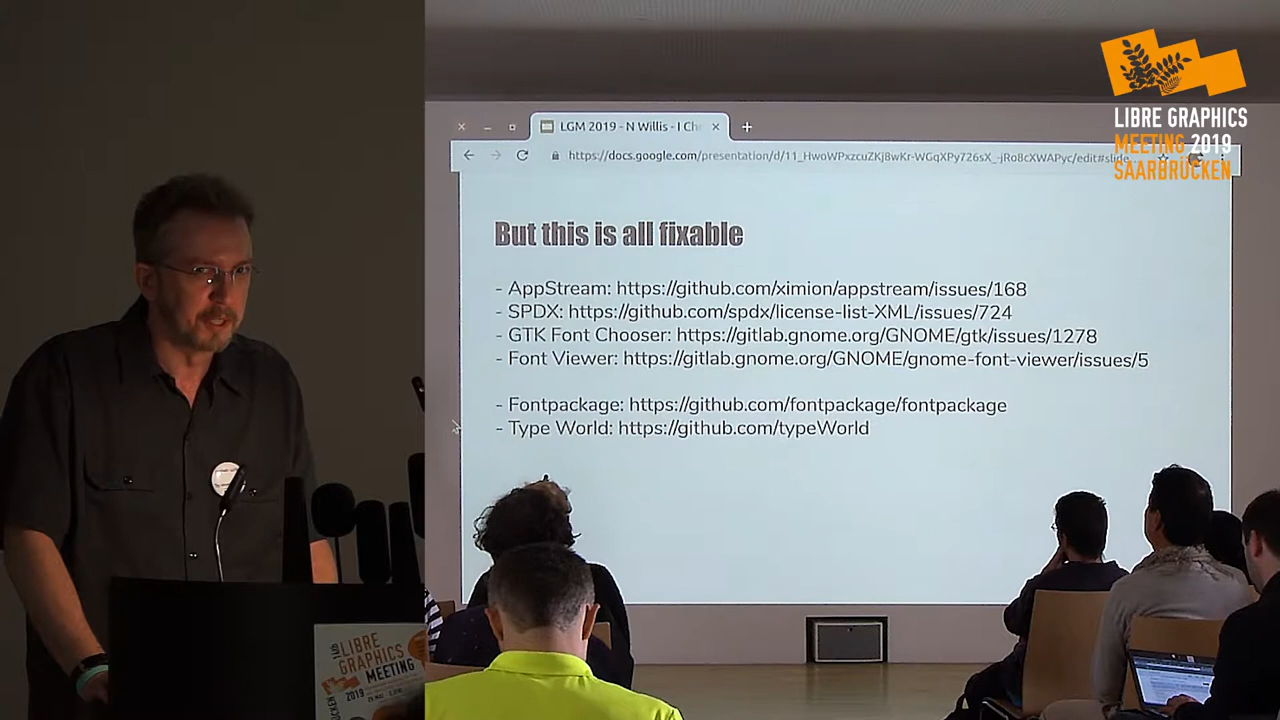 LIBRE GRAPHICS
MEETING 2019
SAARBRÜCKEN
LGM 2019 - N Willis - I Ch
https://docs.google.com/presentation/d/11_HwoWPxzcuZKj8wKr-WGqXPy726sX_-jRo8cXWAPyc/edit#slide
But this is all fixable
- AppStream: https://github.com/ximion/appstream/issues/168
- SPDX: https://github.com/spdx/license-list-XML/issues/724
- GTK Font Chooser: https://gitlab.gnome.org/GNOME/gtk/issues/1278
- Font Viewer: https://gitlab.gnome.org/GNOME/gnome-font-viewer/issues/5
- Fontpackage: https://github.com/fontpackage/fontpackage
- Type World: https://github.com/typeWorld
LIBRE
GRAPHICS
MEETING
2019